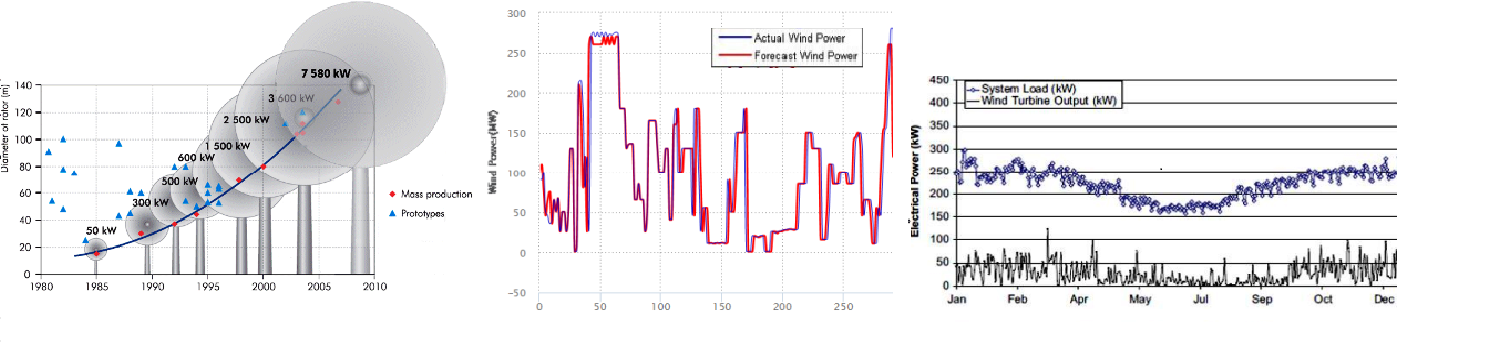 Diameter of rotor (m)
140
120
100
80
60
40
20
0
1980
1985
1990
1995
2000
2005
2010
50 kW
300 kW
500 kW
600 kW
1 500 kW
2 500 kW
3 600 kW
7 580 kW
Mass production
Prototypes
Wind Power(MW)
300
250
200
150
100
50
0
−50
0
50
100
150
200
250
Actual Wind Power
Forecast Wind Power
Electrical Power (kW)
450
400
350
300
250
200
150
100
50
0
Jan
Feb
Apr
May
Jul
Sep
Oct
Dec
System Load (kW)
Wind Turbine Output (kW)